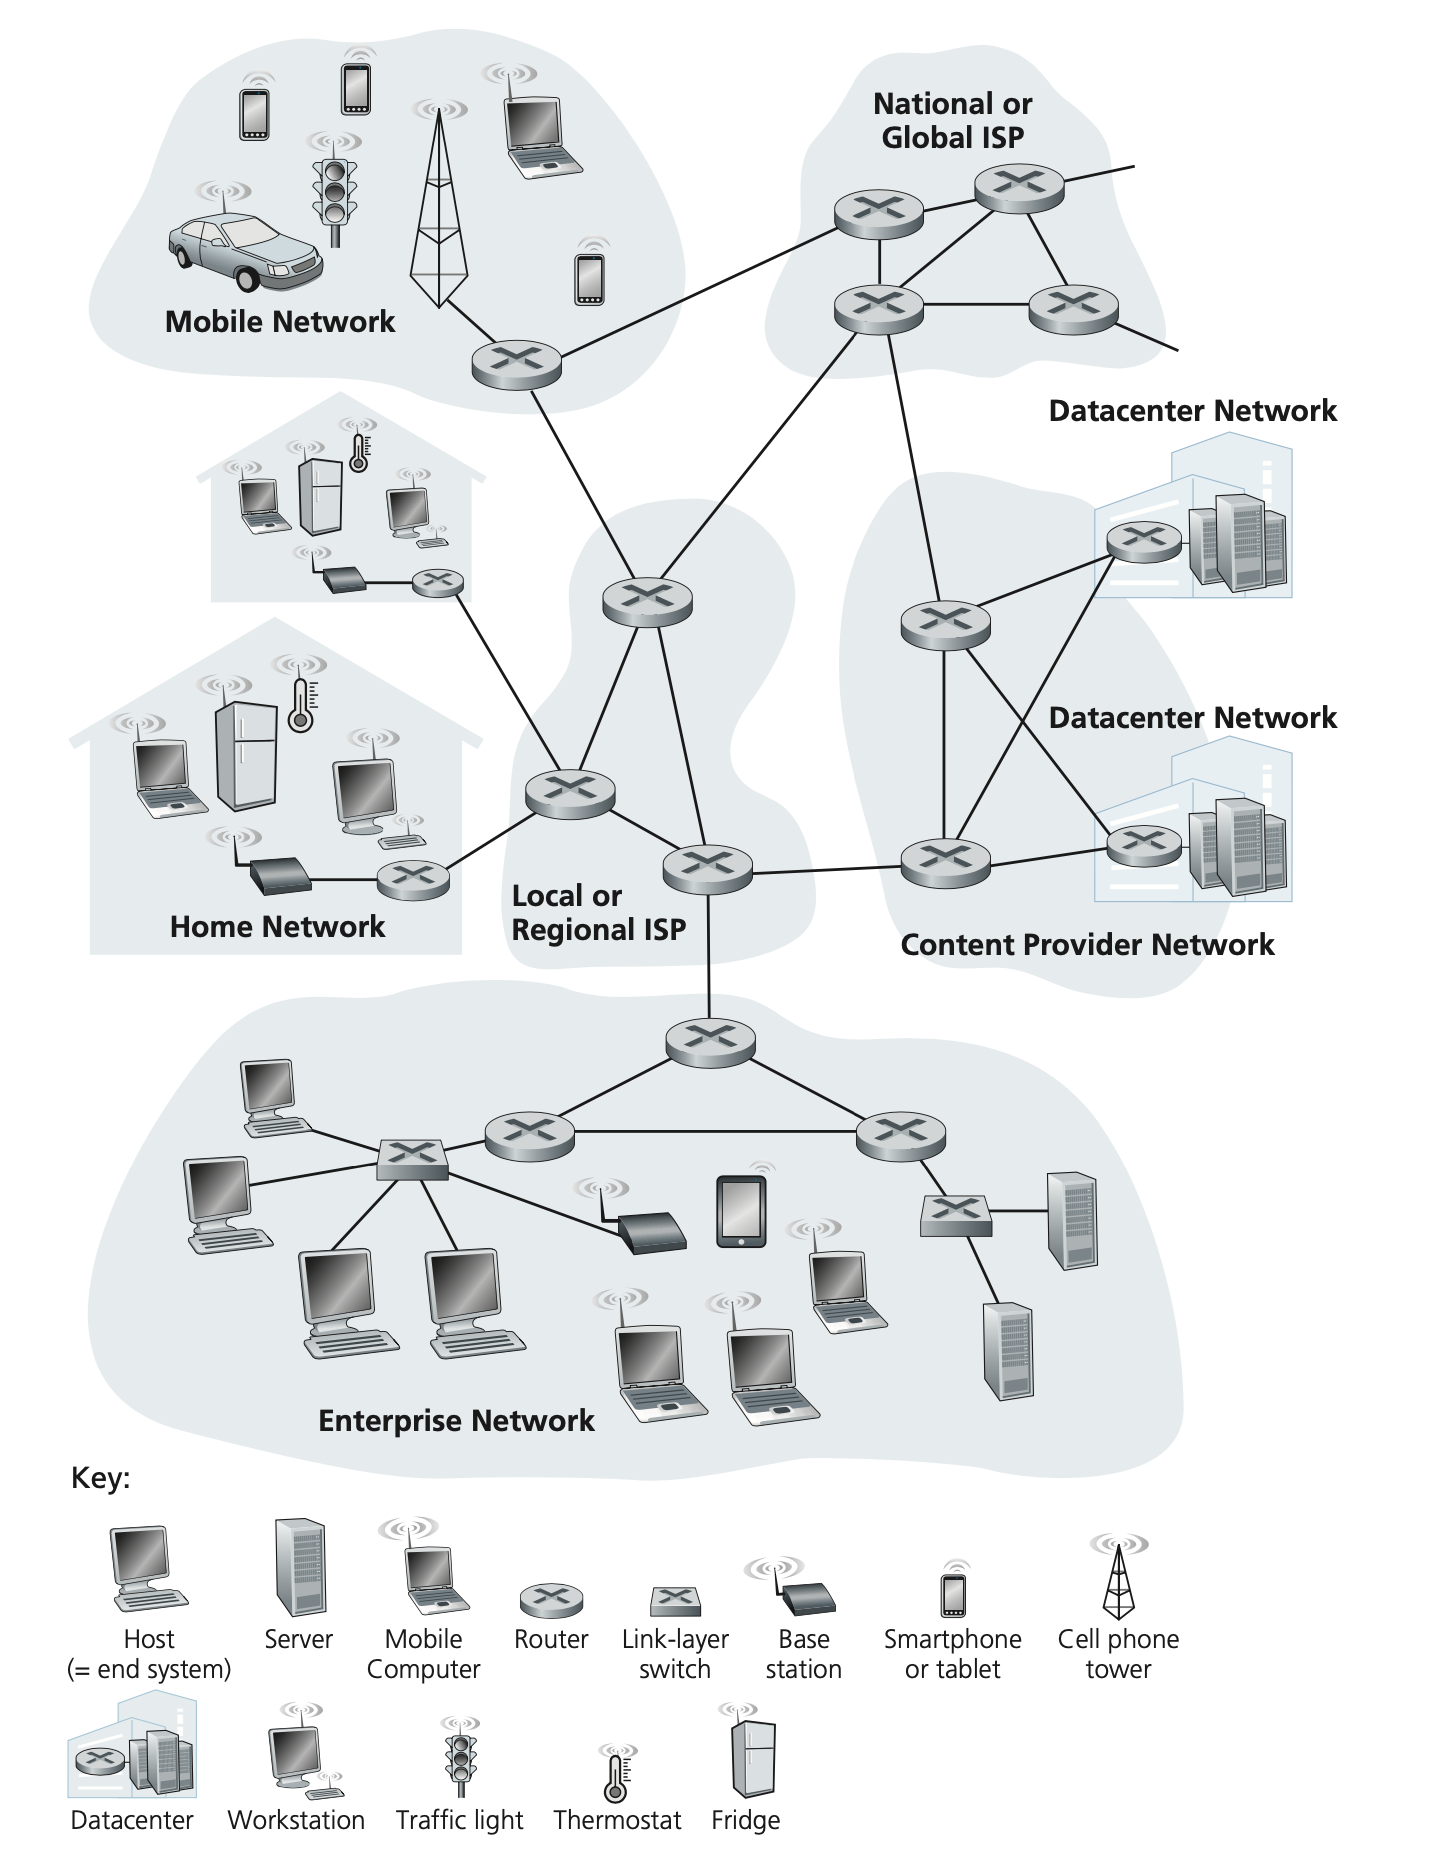 National or
Global ISP
Mobile Network
Datacenter Network
Datacenter Network
Local or
Regional ISP
Home Network
Content Provider Network
Enterprise Network
Key:
Host
(= end system)
Server
Mobile
Computer
Router
Link-layer
switch
Base
station
Smartphone
or tablet
Cell phone
tower
Datacenter
Workstation
Traffic light
Thermostat
Fridge